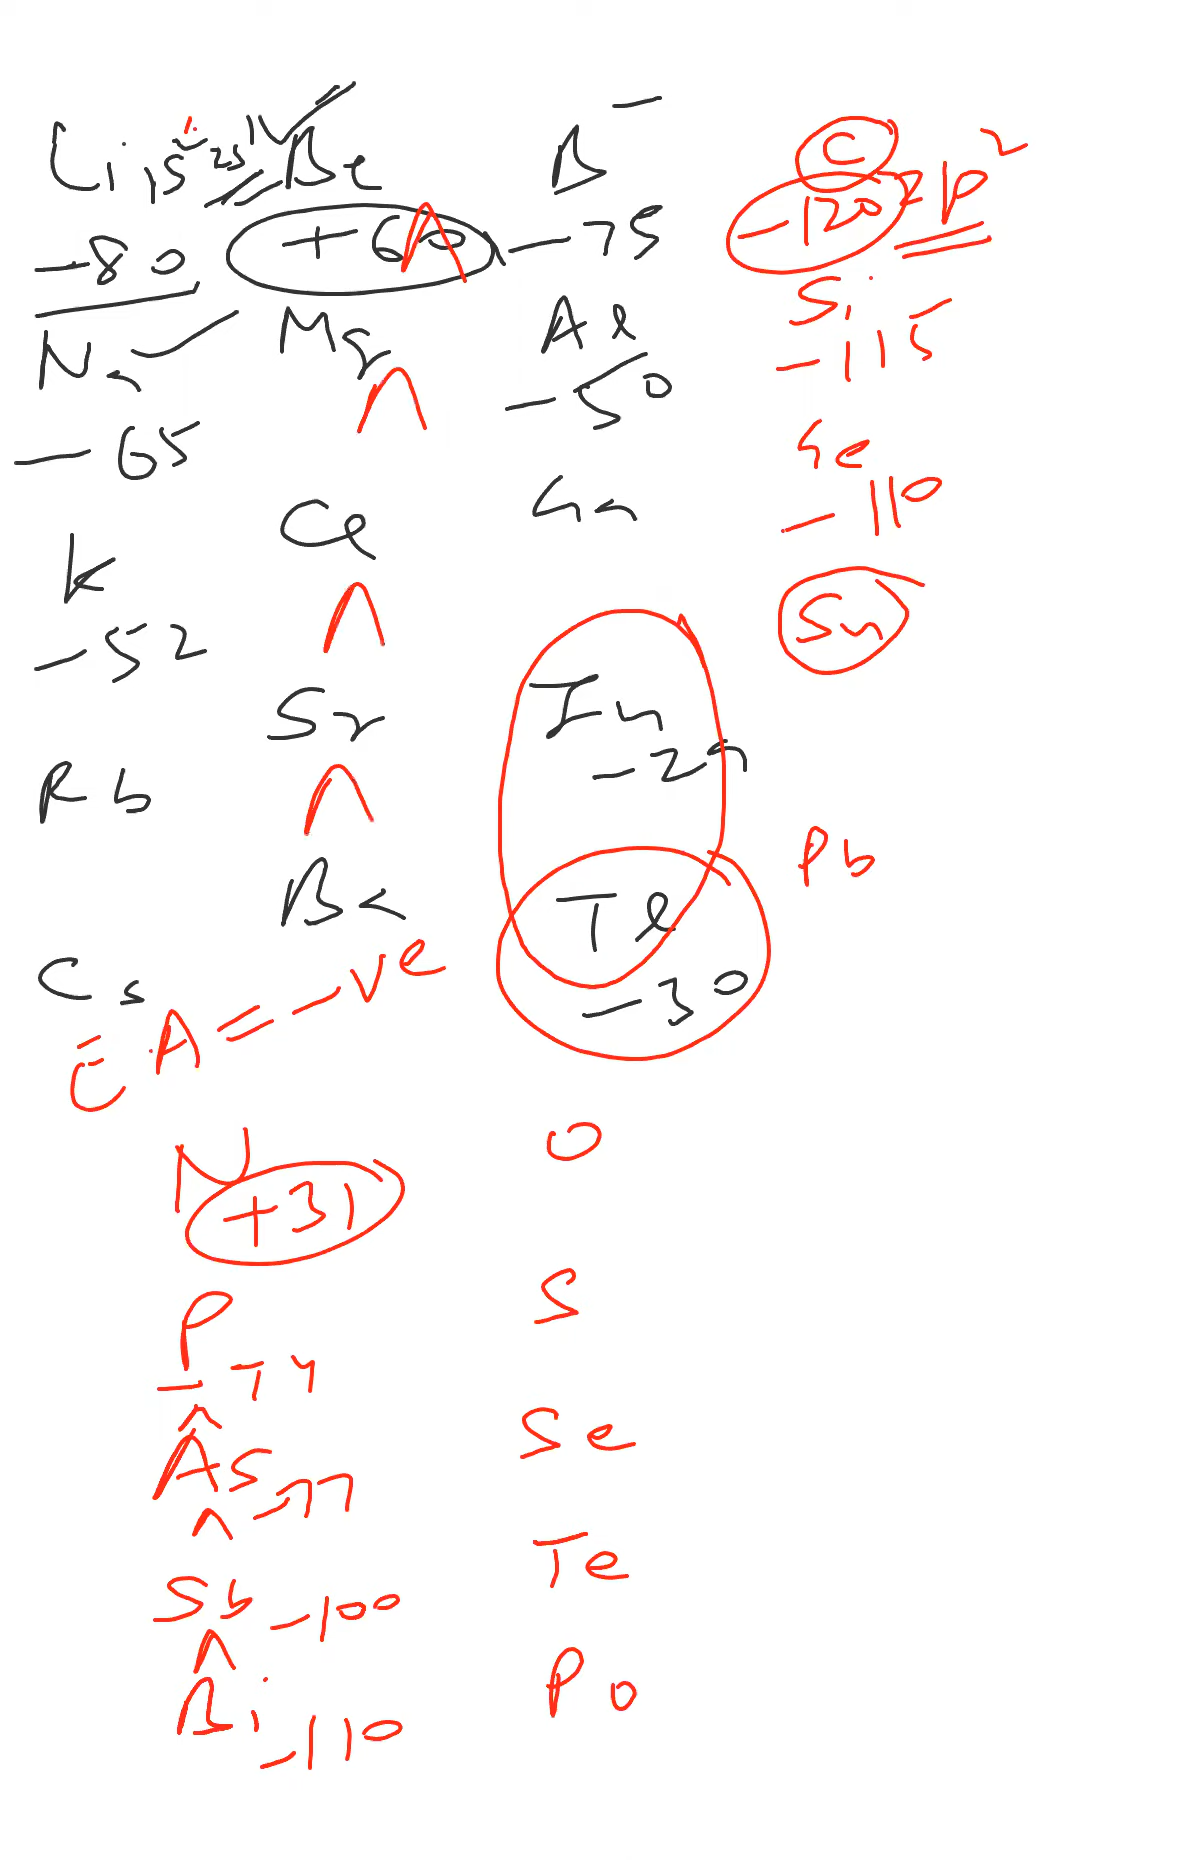 Li 1s² 2s¹ Be B C
-80 +60 -75 -120 2p²
Na Mg Al Si
-65 -50 -115
K Ca Ga Ge
-52 -110
Rb Sr In Sn
-27
Cs Ba Tl Pb
-30
EA = -ve
N O
+31
P S
-74
As Se
-77
Sb Te
-100
Bi Po
-110